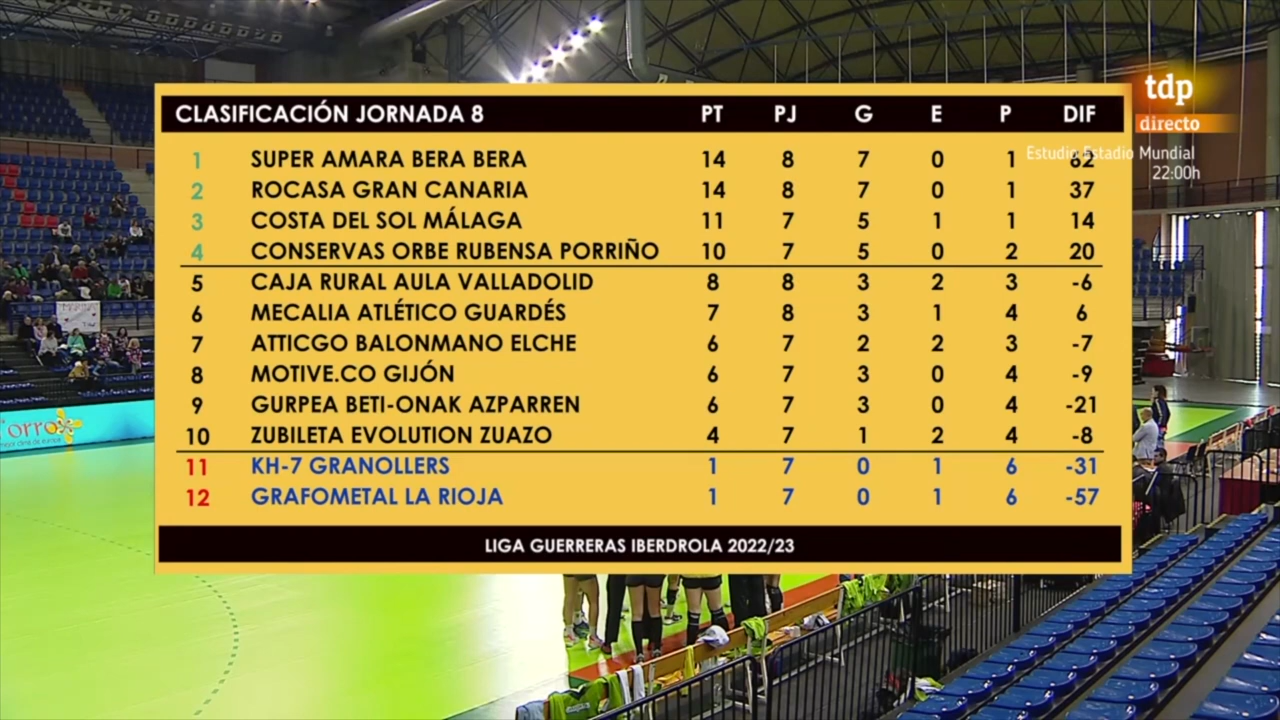 CLASIFICACIÓN JORNADA 8 PT PJ G E P DIF
1 SUPER AMARA BERA BERA 14 8 7 0 1 62
2 ROCASA GRAN CANARIA 14 8 7 0 1 37
3 COSTA DEL SOL MÁLAGA 11 7 5 1 1 14
4 CONSERVAS ORBE RUBENSA PORRIÑO 10 7 5 0 2 20
5 CAJA RURAL AULA VALLADOLID 8 8 3 2 3 -6
6 MECALIA ATLÉTICO GUARDÉS 7 8 3 1 4 6
7 ATTICGO BALONMANO ELCHE 6 7 2 2 3 -7
8 MOTIVE.CO GIJÓN 6 7 3 0 4 -9
9 GURPEA BETI-ONAK AZPARREN 6 7 3 0 4 -21
10 ZUBILETA EVOLUTION ZUAZO 4 7 1 2 4 -8
11 KH-7 GRANOLLERS 1 7 0 1 6 -31
12 GRAFOMETAL LA RIOJA 1 7 0 1 6 -57
LIGA GUERRERAS IBERDROLA 2022/23
tdp
directo
Estudio Estadio Mundial
22:00h